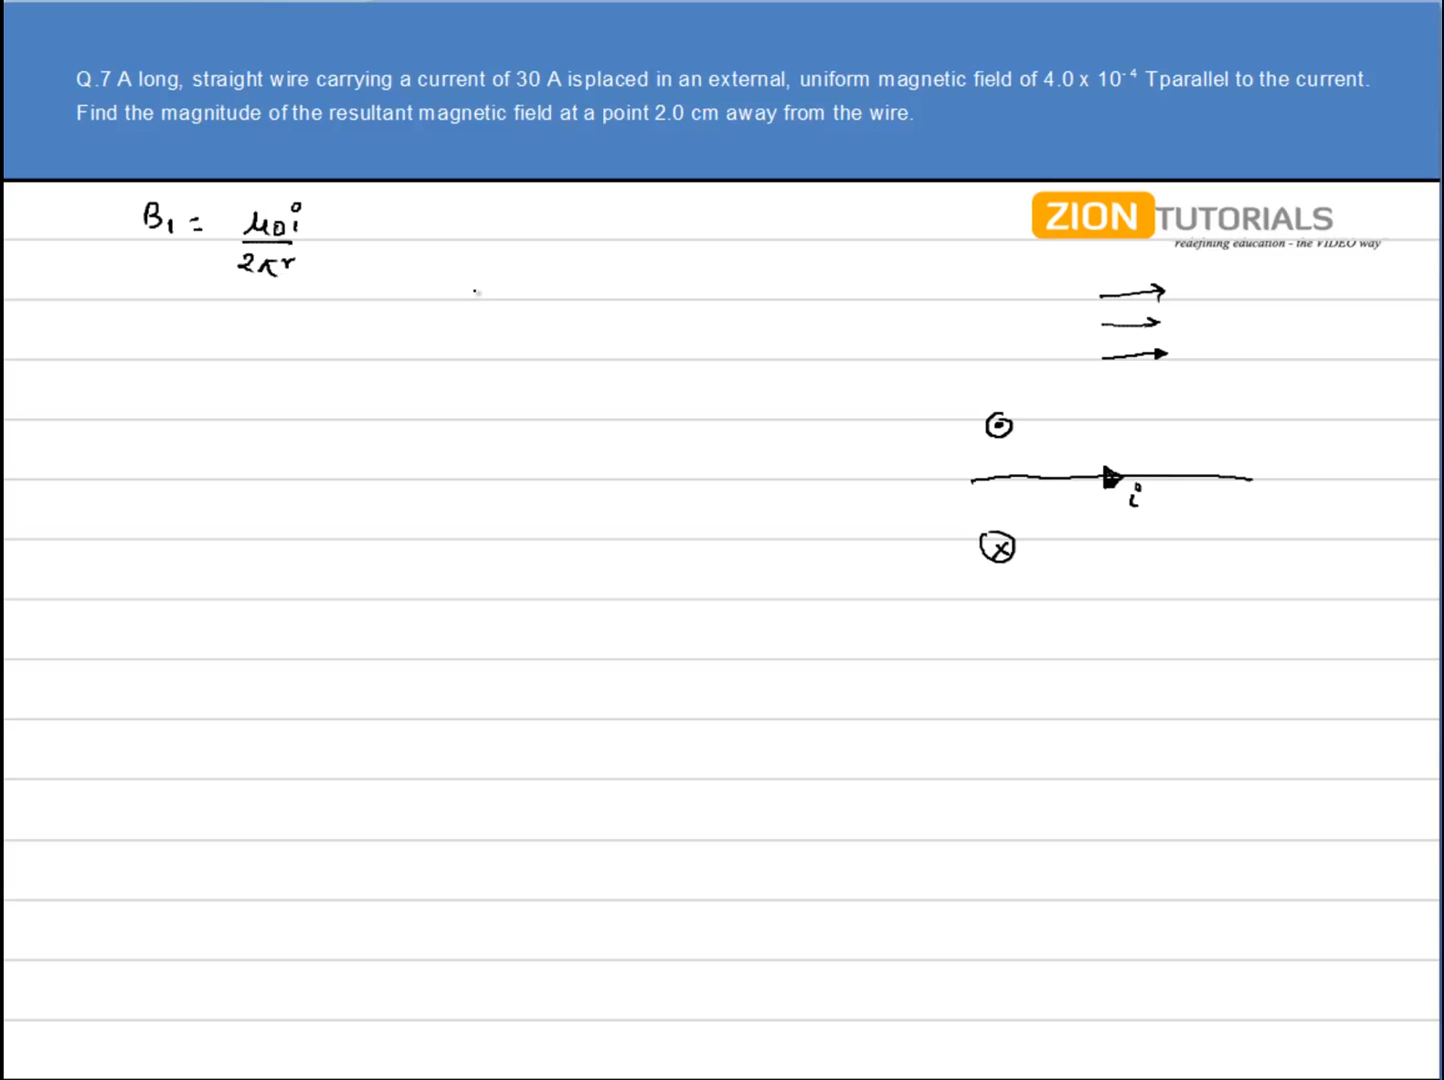 Q.7 A long, straight wire carrying a current of 30 A isplaced in an external, uniform magnetic field of 4.0 x 10⁻⁴ Tparallel to the current.
Find the magnitude of the resultant magnetic field at a point 2.0 cm away from the wire.
B₁ = μ₀i
2πr
ZION TUTORIALS
redefining education - the VIDEO way
i